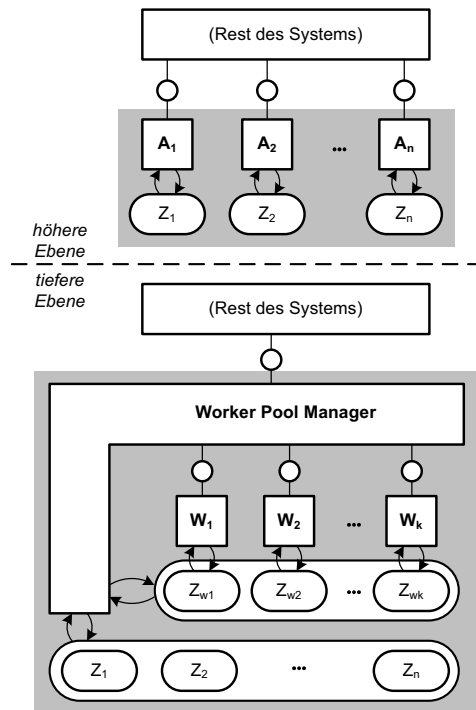 (Rest des Systems)
A1 A2 ... An
Z1 Z2 Zn
höhere
Ebene
tiefere
Ebene
(Rest des Systems)
Worker Pool Manager
W1 W2 ... Wk
Zw1 Zw2 ... Zwk
Z1 Z2 ... Zn